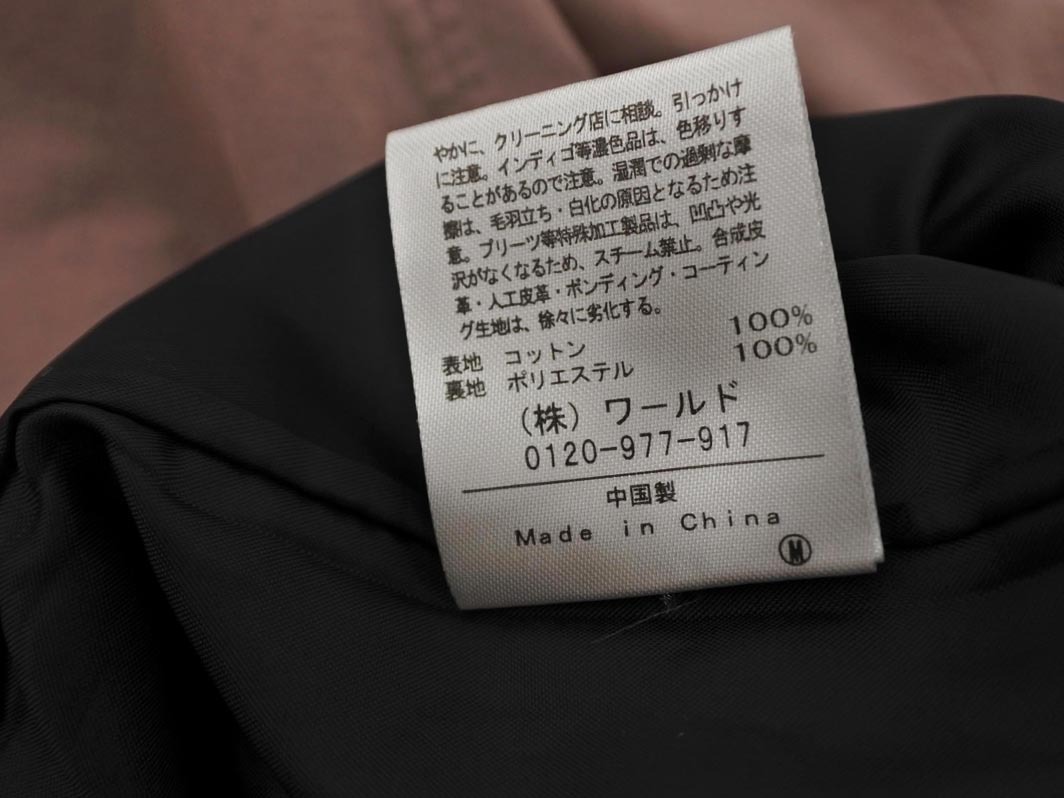 やかに、クリーニング店に相談。引っかけ
に注意。インディゴ等濃色品は、色移りす
ることがあるので注意。湿潤での過剰な摩
擦は、毛羽立ち・白化の原因となるため注
意。プリーツ等特殊加工製品は、凹凸や光
沢がなくなるため、スチーム禁止。合成皮
革・人工皮革・ボンディング・コーティン
グ生地は、徐々に劣化する。
表地 コットン 100%
裏地 ポリエステル 100%
(株) ワールド
0120-977-917
中国製
Made in China
M